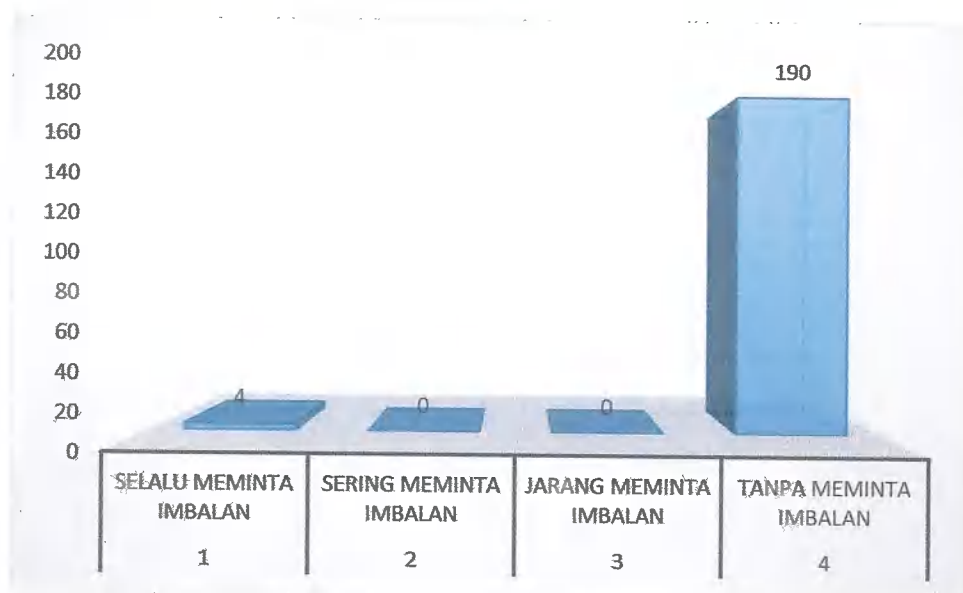 200
180
160
140
120
100
80
60
40
20
0
190
4
0
0
SELALU MEMINTA
IMBALAN
1
SERING MEMINTA
IMBALAN
2
JARANG MEMINTA
IMBALAN
3
TANPA MEMINTA
IMBALAN
4